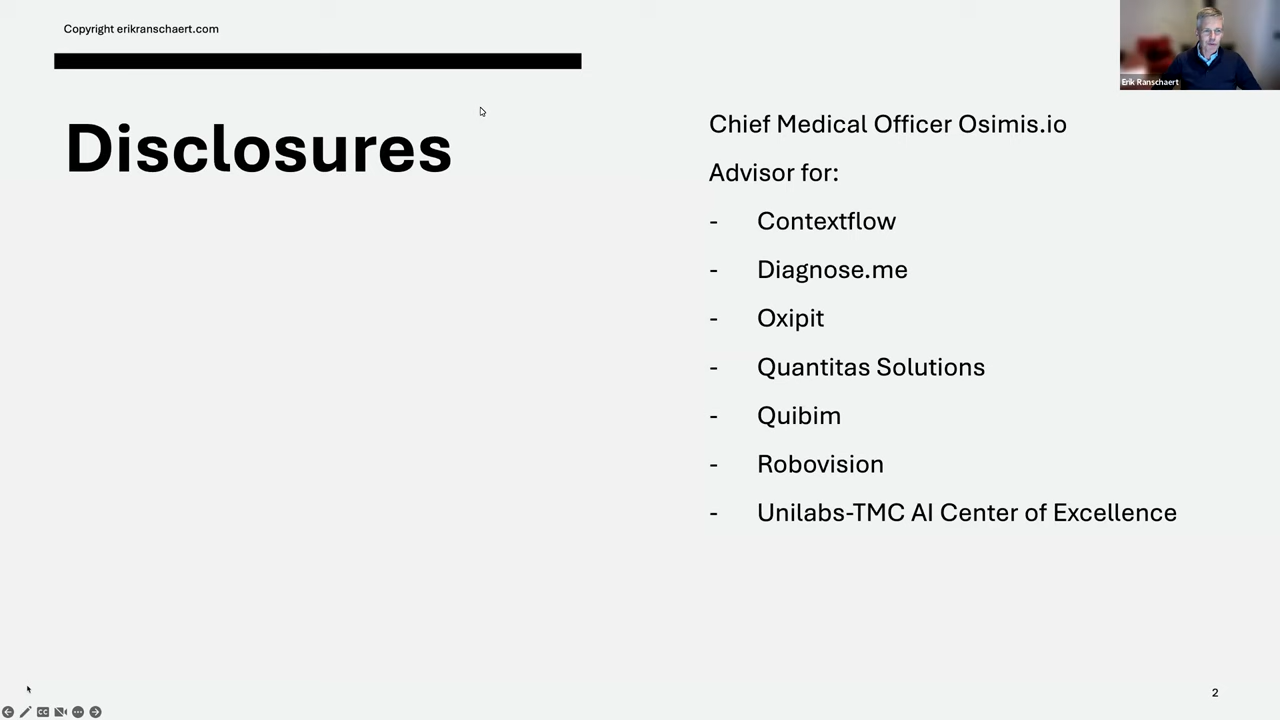 Copyright erikranschaert.com
Erik Ranschaert
Disclosures
Chief Medical Officer Osimis.io
Advisor for:
- Contextflow
- Diagnose.me
- Oxipit
- Quantitas Solutions
- Quibim
- Robovision
- Unilabs-TMC AI Center of Excellence
2
CC